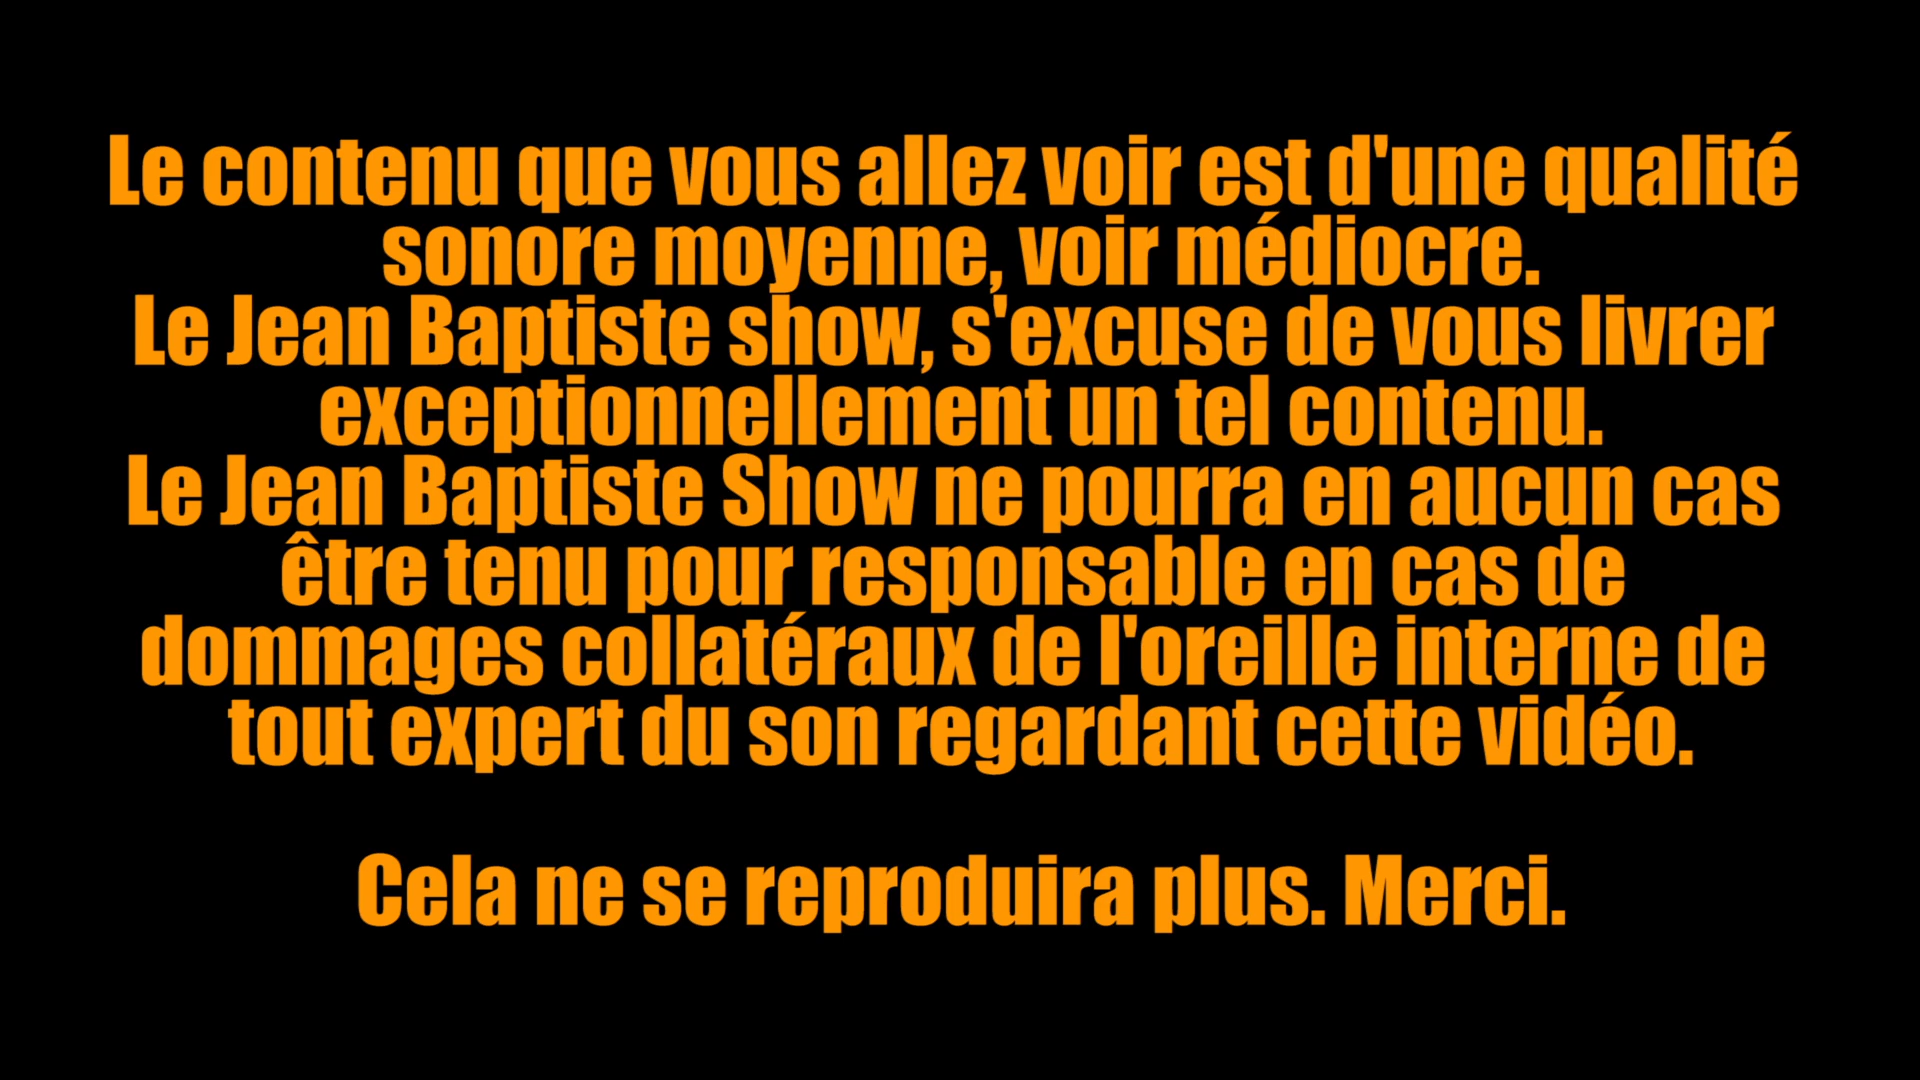 Le contenu que vous allez voir est d'une qualité
sonore moyenne, voir médiocre.
Le Jean Baptiste show, s'excuse de vous livrer
exceptionnellement un tel contenu.
Le Jean Baptiste Show ne pourra en aucun cas
être tenu pour responsable en cas de
dommages collatéraux de l'oreille interne de
tout expert du son regardant cette vidéo.
Cela ne se reproduira plus. Merci.